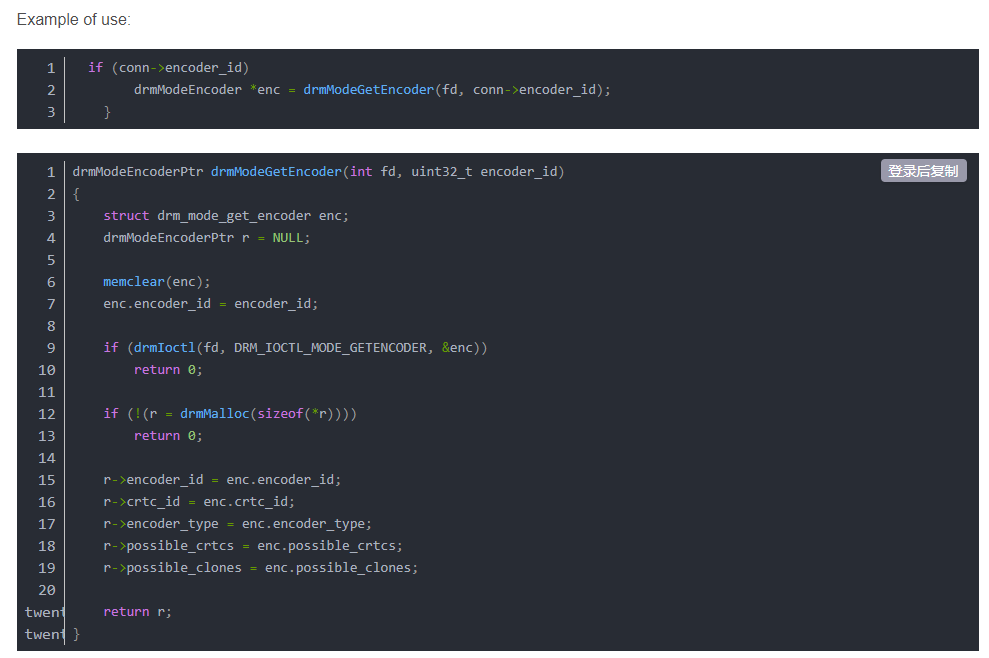 Example of use:
1 if (conn->encoder_id)
2 drmModeEncoder *enc = drmModeGetEncoder(fd, conn->encoder_id);
3 }
1 drmModeEncoderPtr drmModeGetEncoder(int fd, uint32_t encoder_id) 登录后复制
2 {
3 struct drm_mode_get_encoder enc;
4 drmModeEncoderPtr r = NULL;
5
6 memclear(enc);
7 enc.encoder_id = encoder_id;
8
9 if (drmIoctl(fd, DRM_IOCTL_MODE_GETENCODER, &enc))
10 return 0;
11
12 if (!(r = drmMalloc(sizeof(*r))))
13 return 0;
14
15 r->encoder_id = enc.encoder_id;
16 r->crtc_id = enc.crtc_id;
17 r->encoder_type = enc.encoder_type;
18 r->possible_crtcs = enc.possible_crtcs;
19 r->possible_clones = enc.possible_clones;
20
twent return r;
twent }